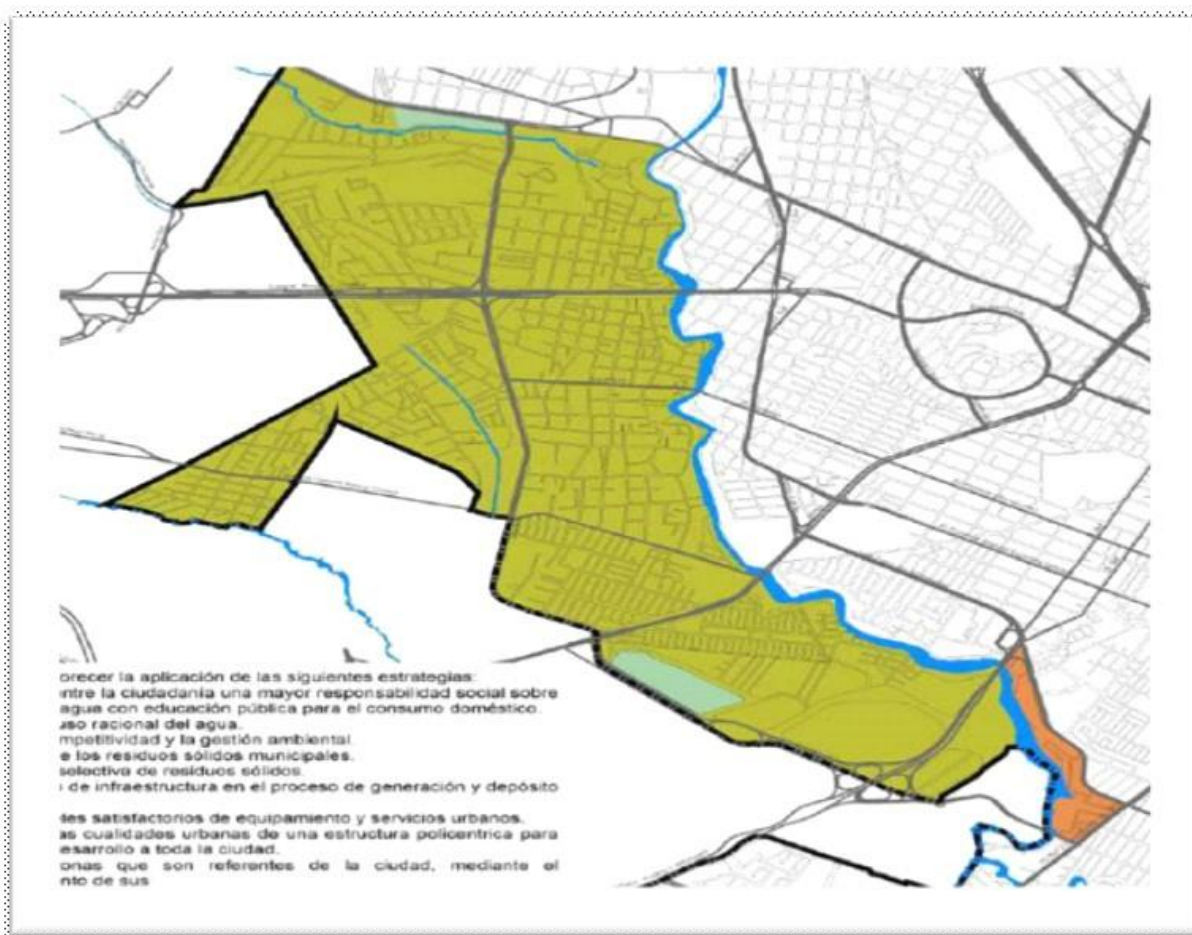 orecer la aplicación de las siguientes estrategias:
ntre la ciudadanía una mayor responsabilidad social sobre
agua con educación pública para el consumo doméstico.
uso racional del agua.
mpetitividad y la gestión ambiental.
e los residuos sólidos municipales.
selectiva de residuos sólidos.
de infraestructura en el proceso de generación y depósito
les satisfactorios de equipamiento y servicios urbanos.
as cualidades urbanas de una estructura policentrica para
esarrollo a toda la ciudad.
onas que son referentes de la ciudad, mediante el
nto de sus